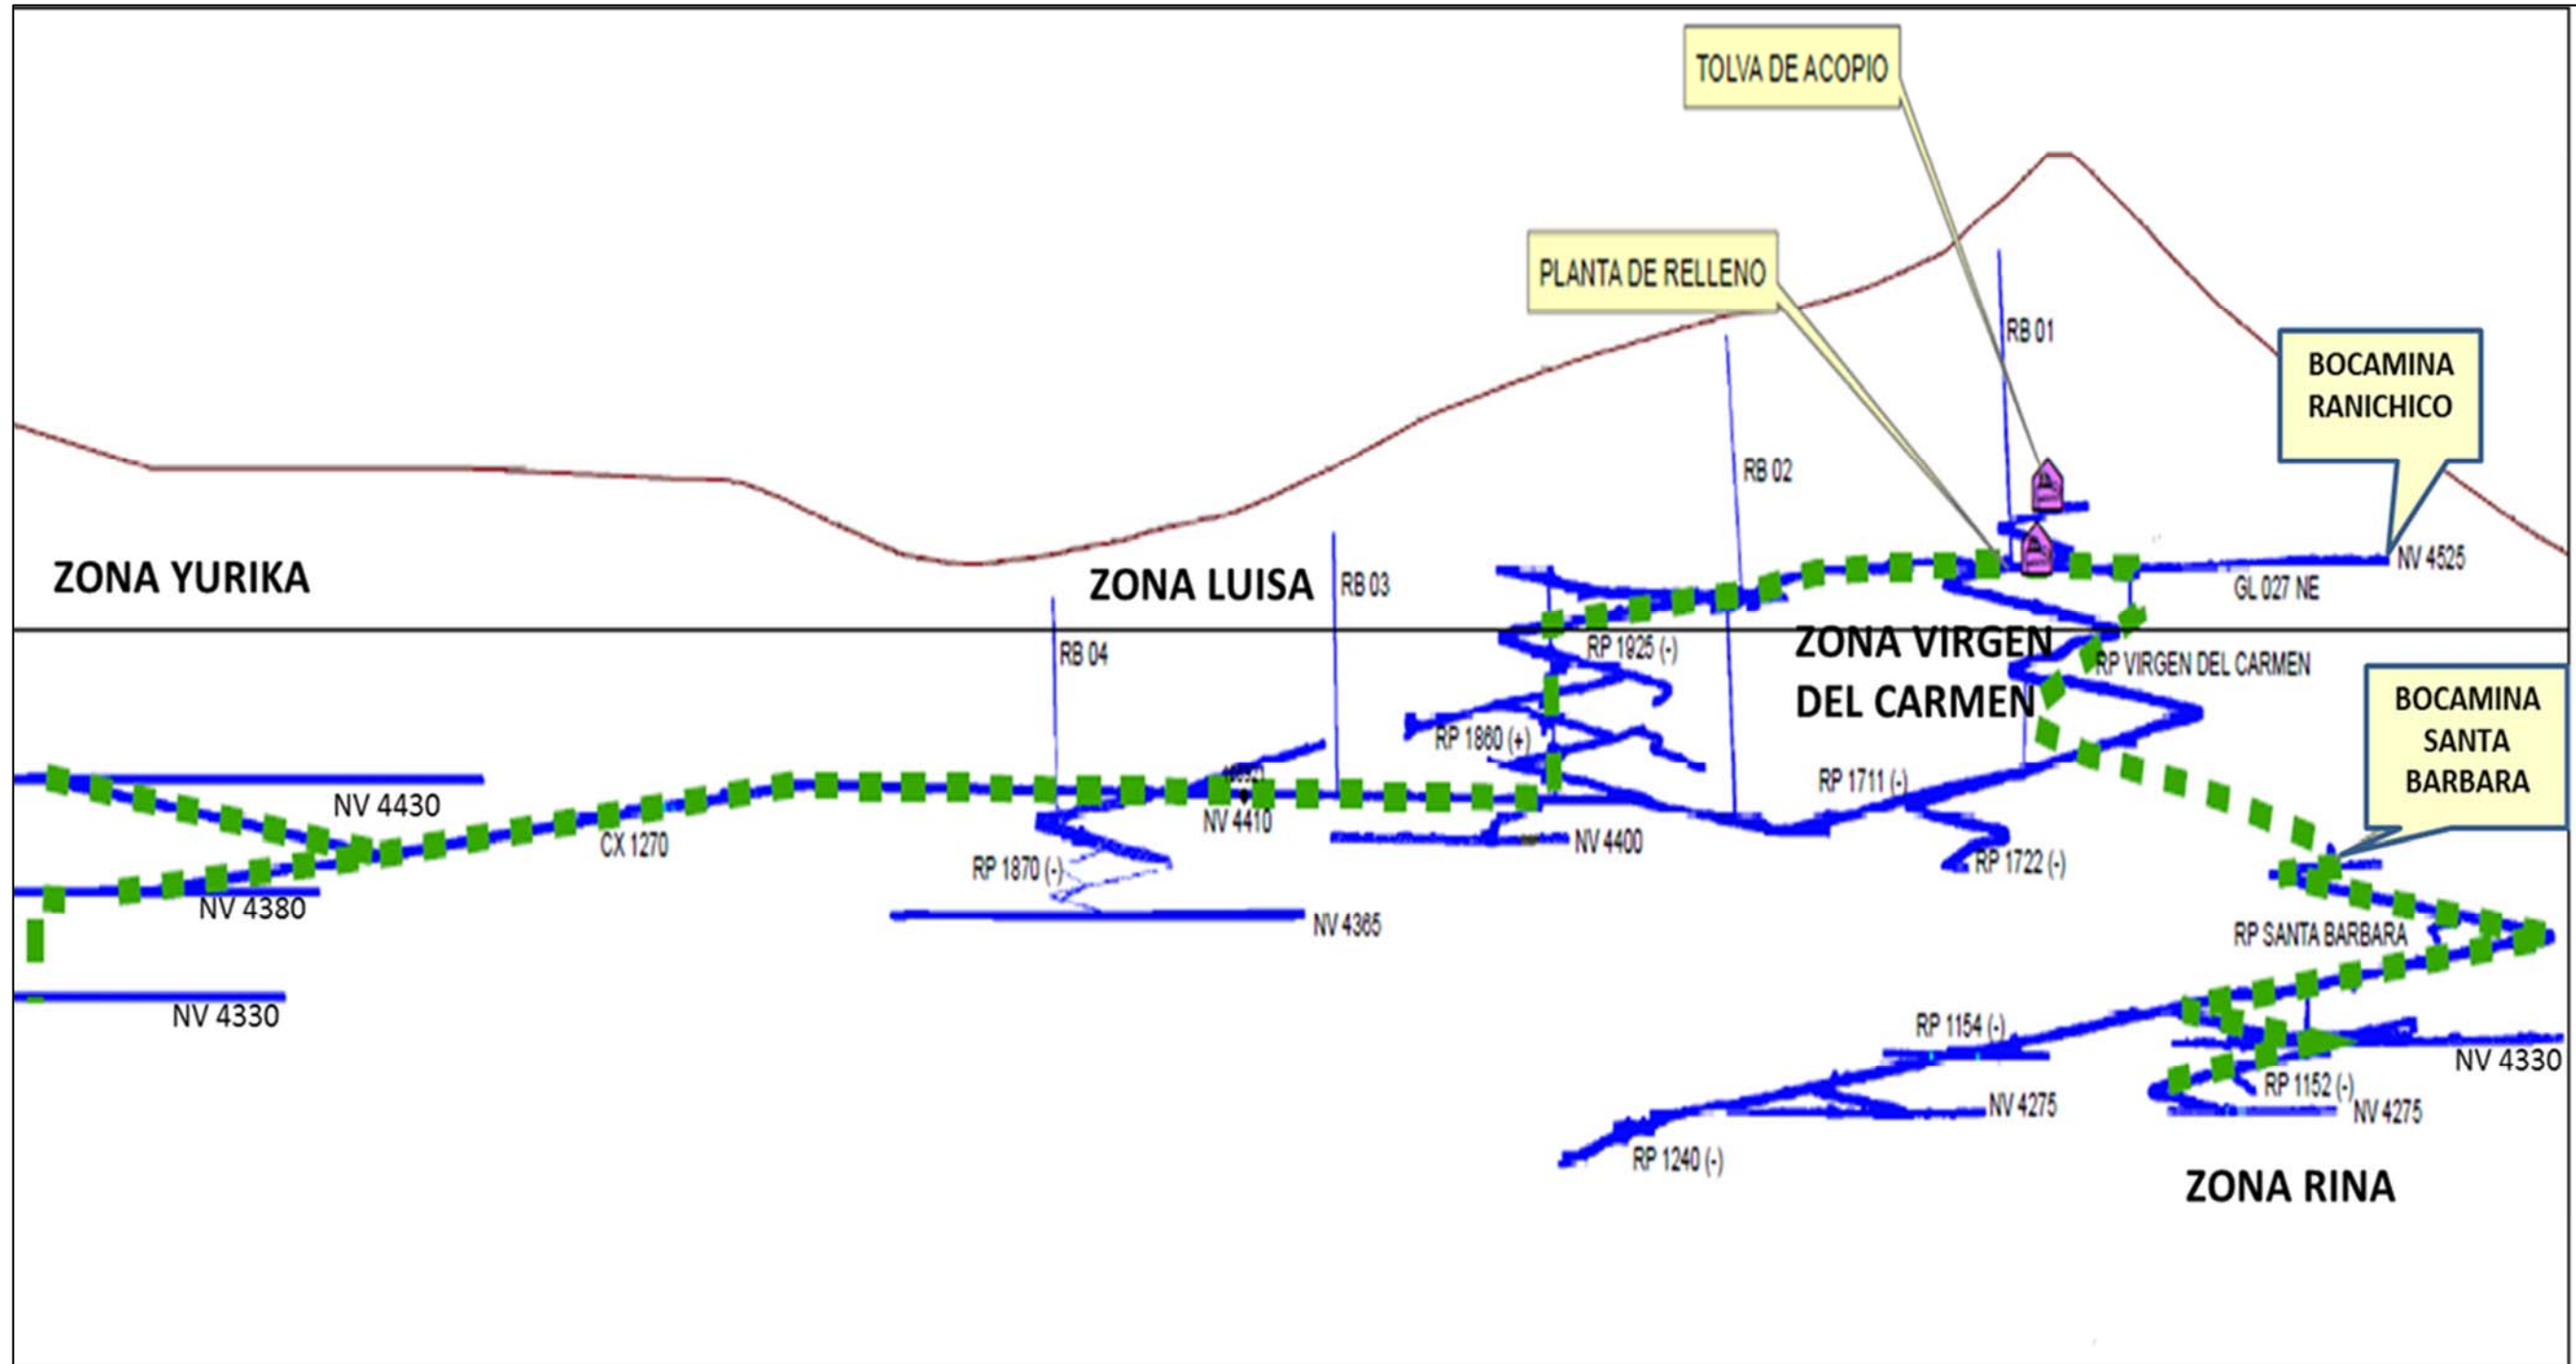 TOLVA DE ACOPIO
PLANTA DE RELLENO
RB 01
BOCAMINA
RANICHICO
RB 02
ZONA YURIKA
ZONA LUISA
RB 03
NV 4525
GL 027 NE
RB 04
RP 1925 (-)
ZONA VIRGEN
DEL CARMEN
RP VIRGEN DEL CARMEN
BOCAMINA
SANTA
BARBARA
RP 1860 (+)
RP 1711 (-)
NV 4430
CX 1270
NV 4410
NV 4400
RP 1722 (-)
RP 1870 (-)
NV 4380
NV 4365
RP SANTA BARBARA
NV 4330
RP 1154 (-)
NV 4330
RP 1152 (-)
NV 4275
NV 4275
RP 1240 (-)
ZONA RINA